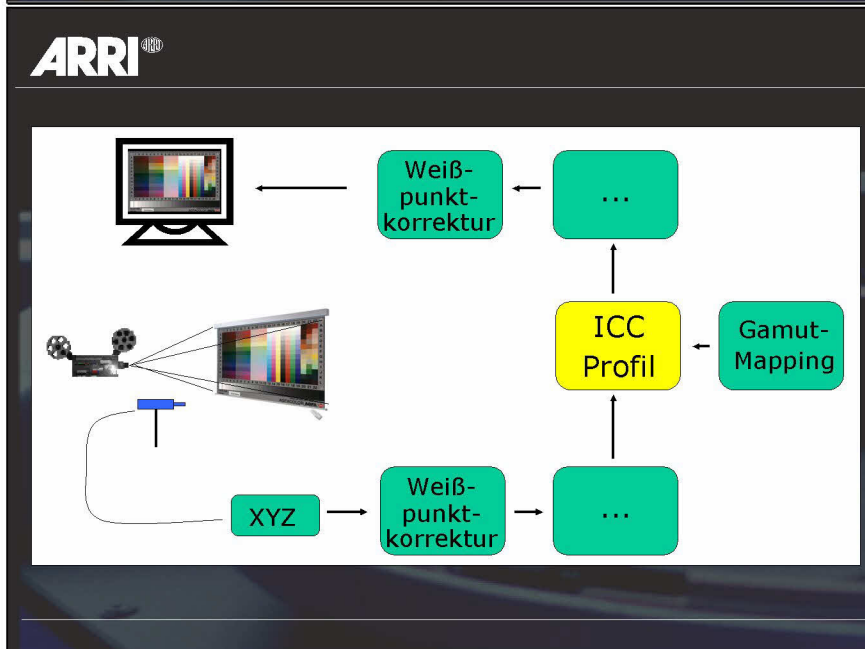 ARRI®
Weiß-
punkt-
korrektur
...
ICC
Profil
Gamut-
Mapping
XYZ
Weiß-
punkt-
korrektur
...